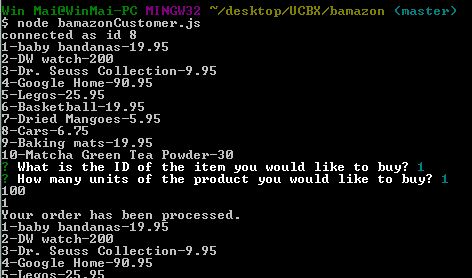 Win Mai@WinMai-PC MINGW32 ~/desktop/UCBX/bamazon (master)
$ node bamazonCustomer.js
connected as id 8
1-baby bandanas-19.95
2-DW watch-200
3-Dr. Seuss Collection-9.95
4-Google Home-90.95
5-Legos-25.95
6-Basketball-19.95
7-Dried Mangoes-5.95
8-Cars-6.75
9-Baking mats-19.95
10-Matcha Green Tea Powder-30
? What is the ID of the item you would like to buy? 1
? How many units of the product you would like to buy? 1
100
1
Your order has been processed.
1-baby bandanas-19.95
2-DW watch-200
3-Dr. Seuss Collection-9.95
4-Google Home-90.95
5-Legos-25.95